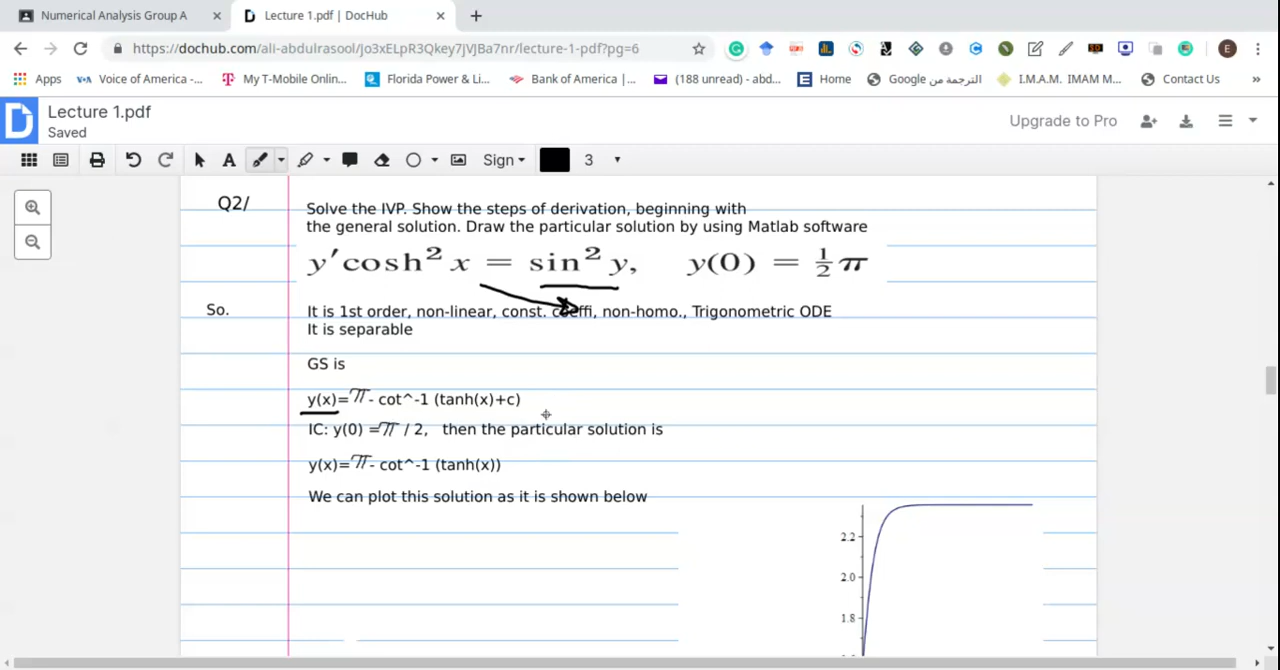 Numerical Analysis Group A
Lecture 1.pdf | DocHub
https://dochub.com/ali-abdulrasool/jo3xELpR3Qkey7jVJBa7nr/lecture-1-pdf?pg=6
E
Apps
Voice of America -...
My T-Mobile Onlin...
Florida Power & Li...
Bank of America |...
(188 unread) - abd...
Home
الترجمة من Google
I.M.A.M. IMAM M...
Contact Us
»
Lecture 1.pdf
Saved
Upgrade to Pro
A
Sign
3
Q2/
Solve the IVP. Show the steps of derivation, beginning with
the general solution. Draw the particular solution by using Matlab software
y′cosh² x = sin² y, y(0) = ½π
So.
It is 1st order, non-linear, const. coeffi, non-homo., Trigonometric ODE
It is separable
GS is
y(x)=π- cot^-1 (tanh(x)+c)
IC: y(0) =π / 2, then the particular solution is
y(x)=π- cot^-1 (tanh(x))
We can plot this solution as it is shown below
2.2
2.0
1.8